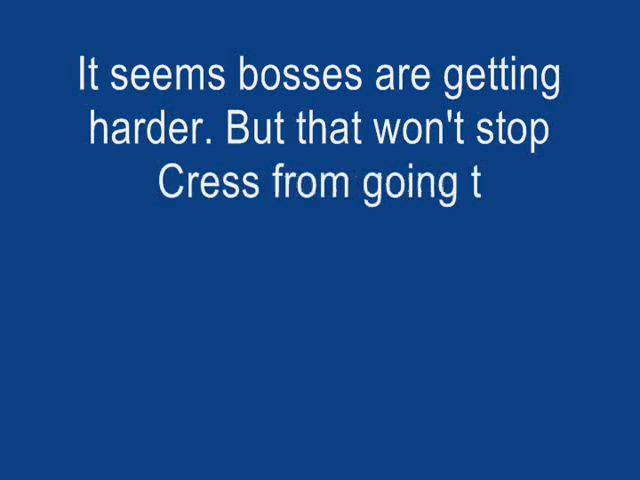 It seems bosses are getting
harder. But that won't stop
Cress from going t